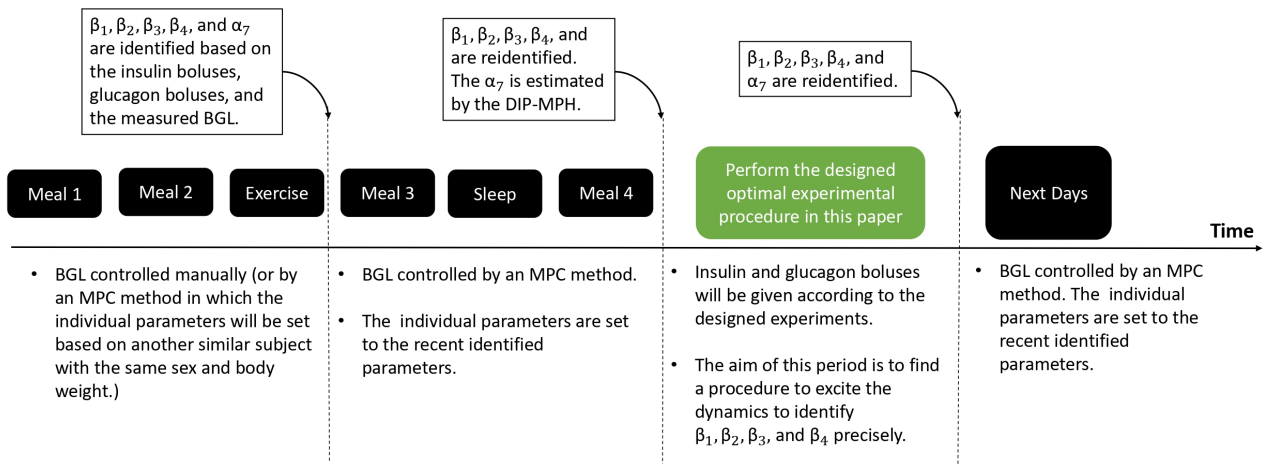 β₁, β₂, β₃, β₄, and α₇
are identified based on
the insulin boluses,
glucagon boluses, and
the measured BGL.
β₁, β₂, β₃, β₄, and
are reidentified.
The α₇ is estimated
by the DIP-MPH.
β₁, β₂, β₃, β₄, and
α₇ are reidentified.
Meal 1
Meal 2
Exercise
Meal 3
Sleep
Meal 4
Perform the designed
optimal experimental
procedure in this paper
Next Days
Time
• BGL controlled manually (or by
an MPC method in which the
individual parameters will be set
based on another similar subject
with the same sex and body
weight.)
• BGL controlled by an MPC method.
• The individual parameters are set
to the recent identified
parameters.
• Insulin and glucagon boluses
will be given according to the
designed experiments.
• The aim of this period is to find
a procedure to excite the
dynamics to identify
β₁, β₂, β₃, and β₄ precisely.
• BGL controlled by an MPC
method. The individual
parameters are set to the
recent identified
parameters.